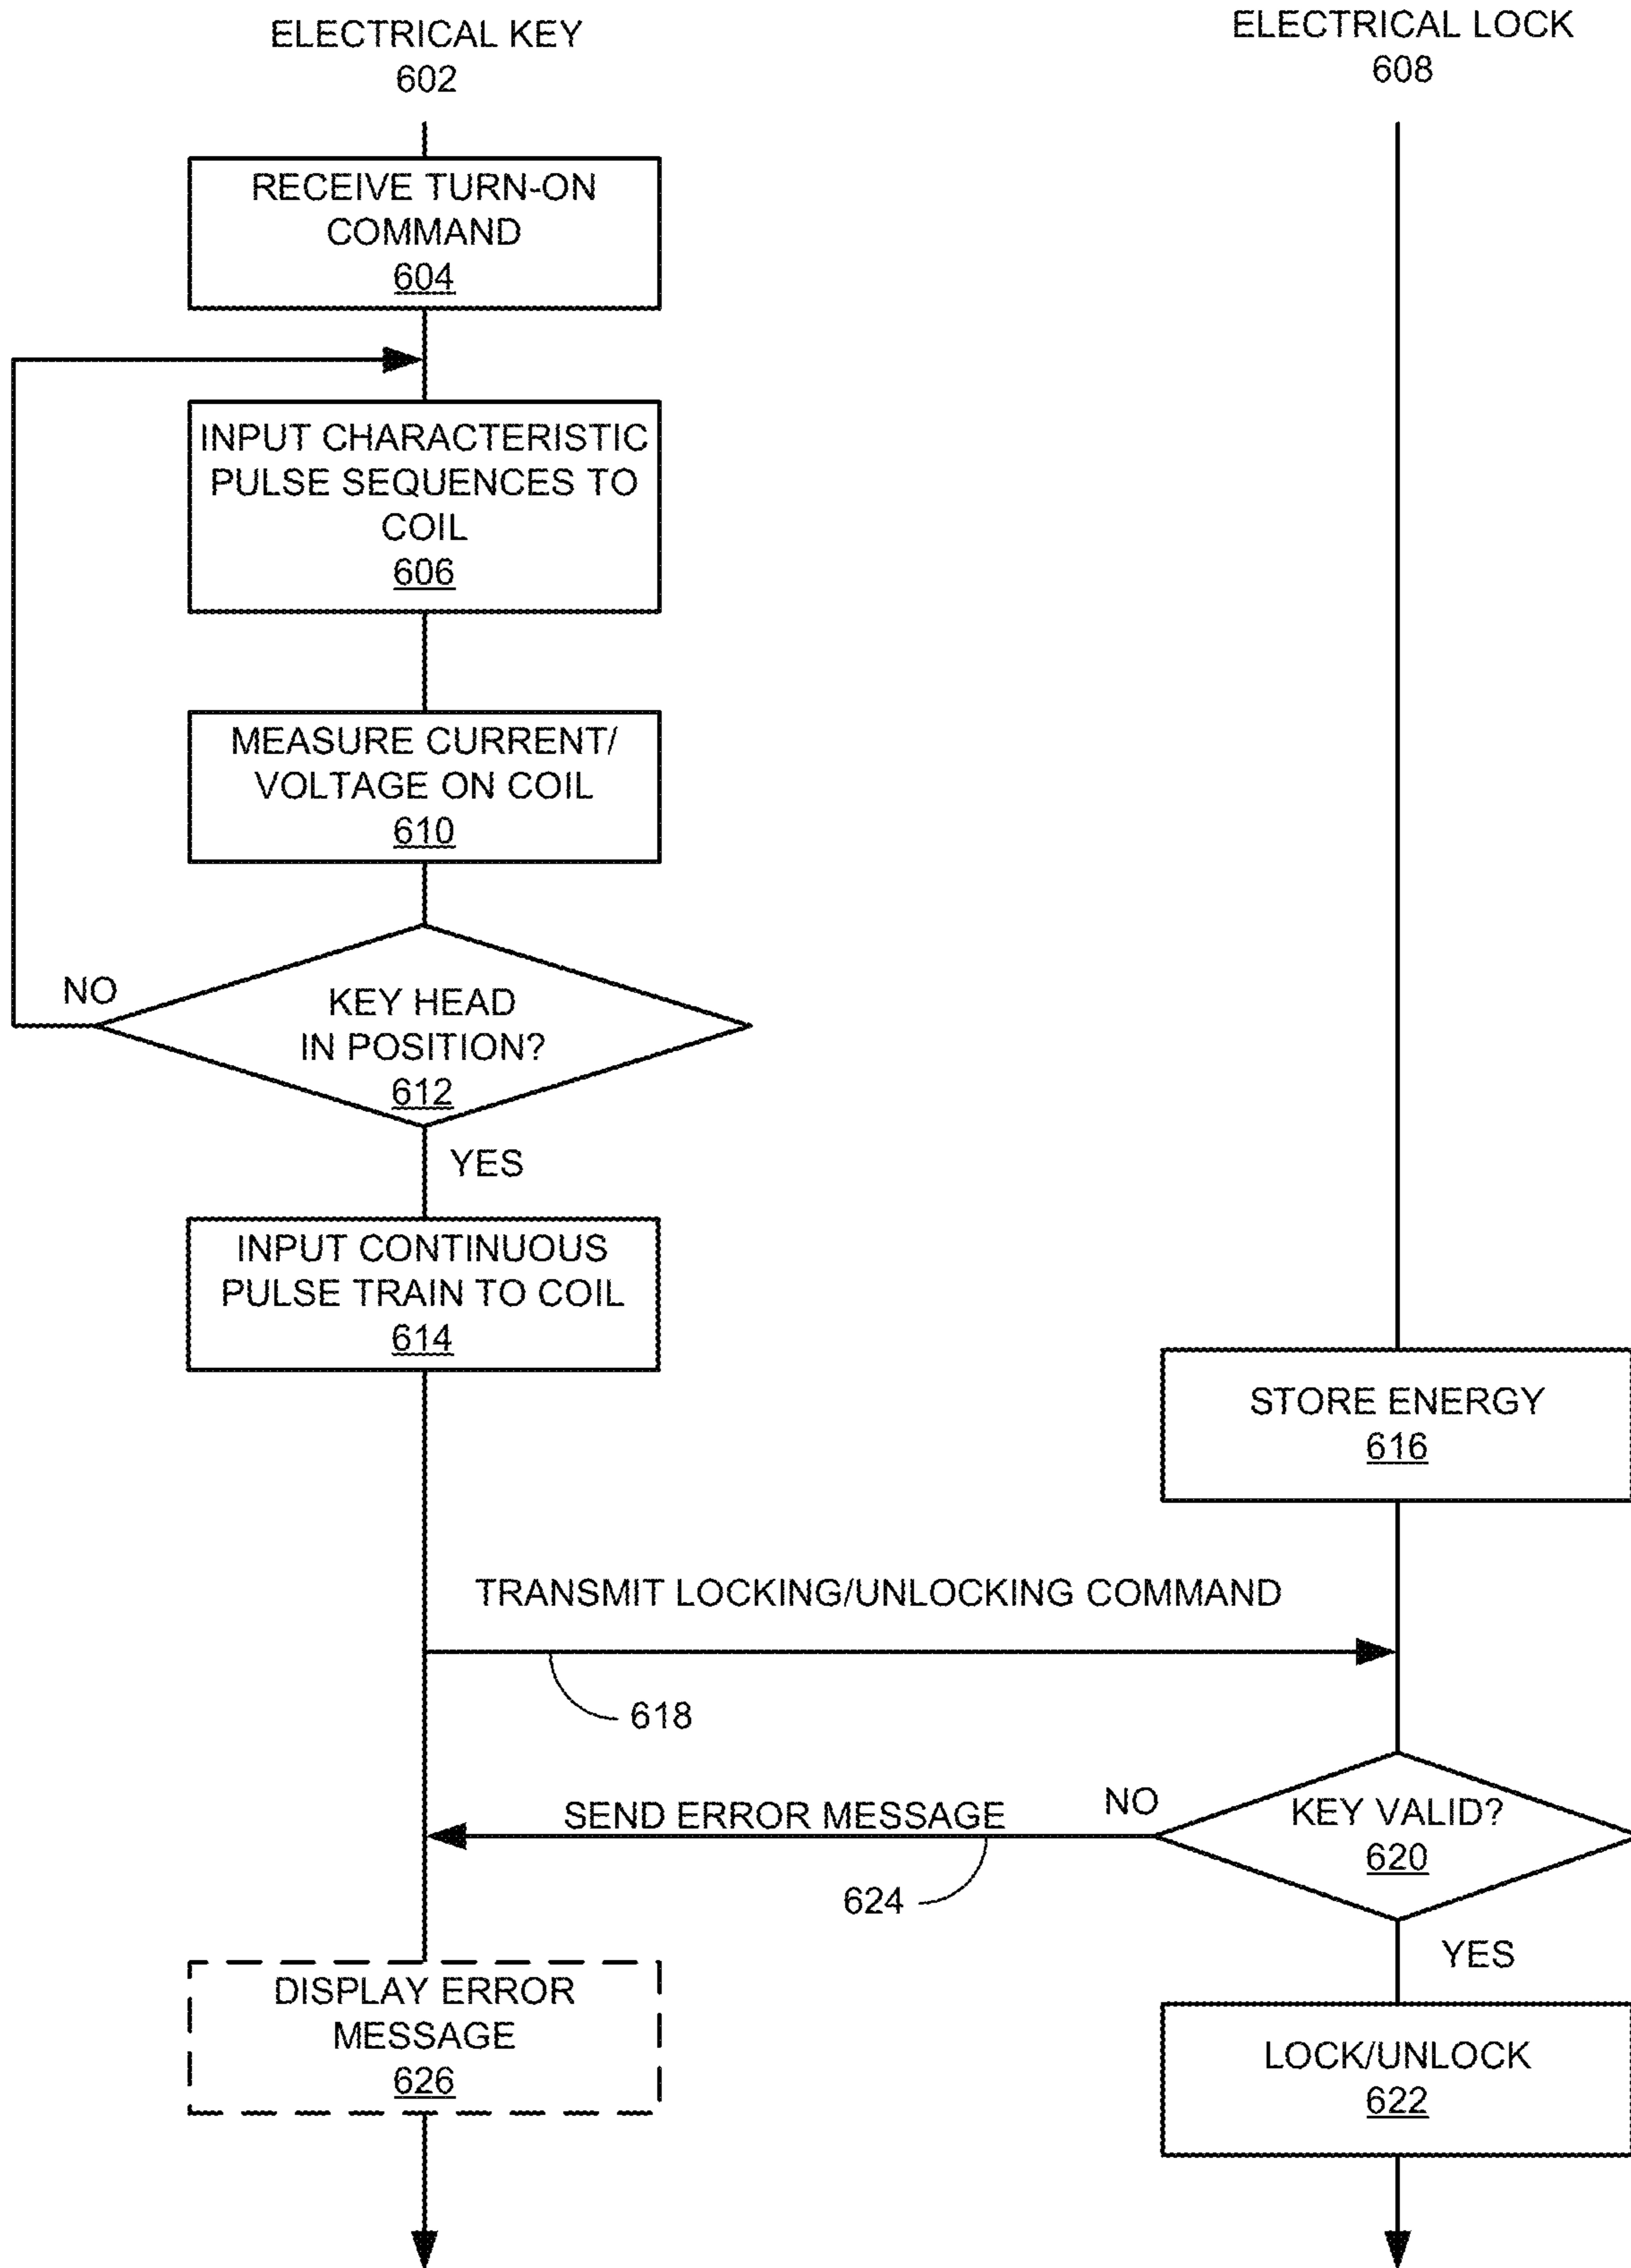 ELECTRICAL KEY
602
ELECTRICAL LOCK
608
RECEIVE TURN-ON
COMMAND
604
INPUT CHARACTERISTIC
PULSE SEQUENCES TO
COIL
606
MEASURE CURRENT/
VOLTAGE ON COIL
610
NO
KEY HEAD
IN POSITION?
612
YES
INPUT CONTINUOUS
PULSE TRAIN TO COIL
614
STORE ENERGY
616
TRANSMIT LOCKING/UNLOCKING COMMAND
618
SEND ERROR MESSAGE
NO
KEY VALID?
620
624
YES
DISPLAY ERROR
MESSAGE
626
LOCK/UNLOCK
622